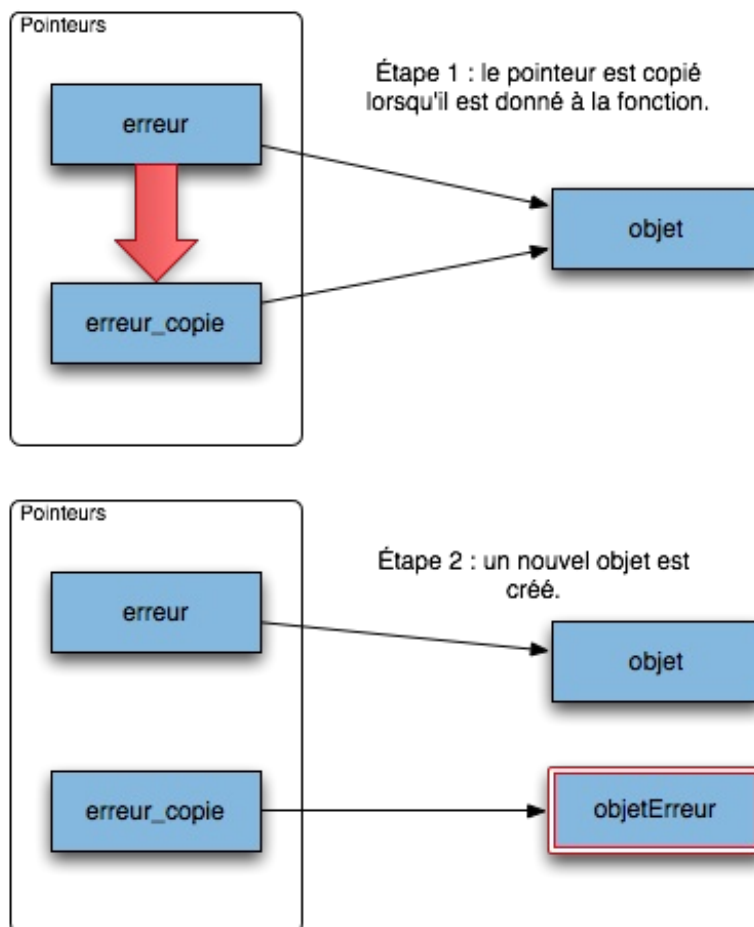 Pointeurs
erreur
Étape 1 : le pointeur est copié
lorsqu'il est donné à la fonction.
objet
erreur_copie
Pointeurs
erreur
Étape 2 : un nouvel objet est
créé.
objet
erreur_copie
objetErreur